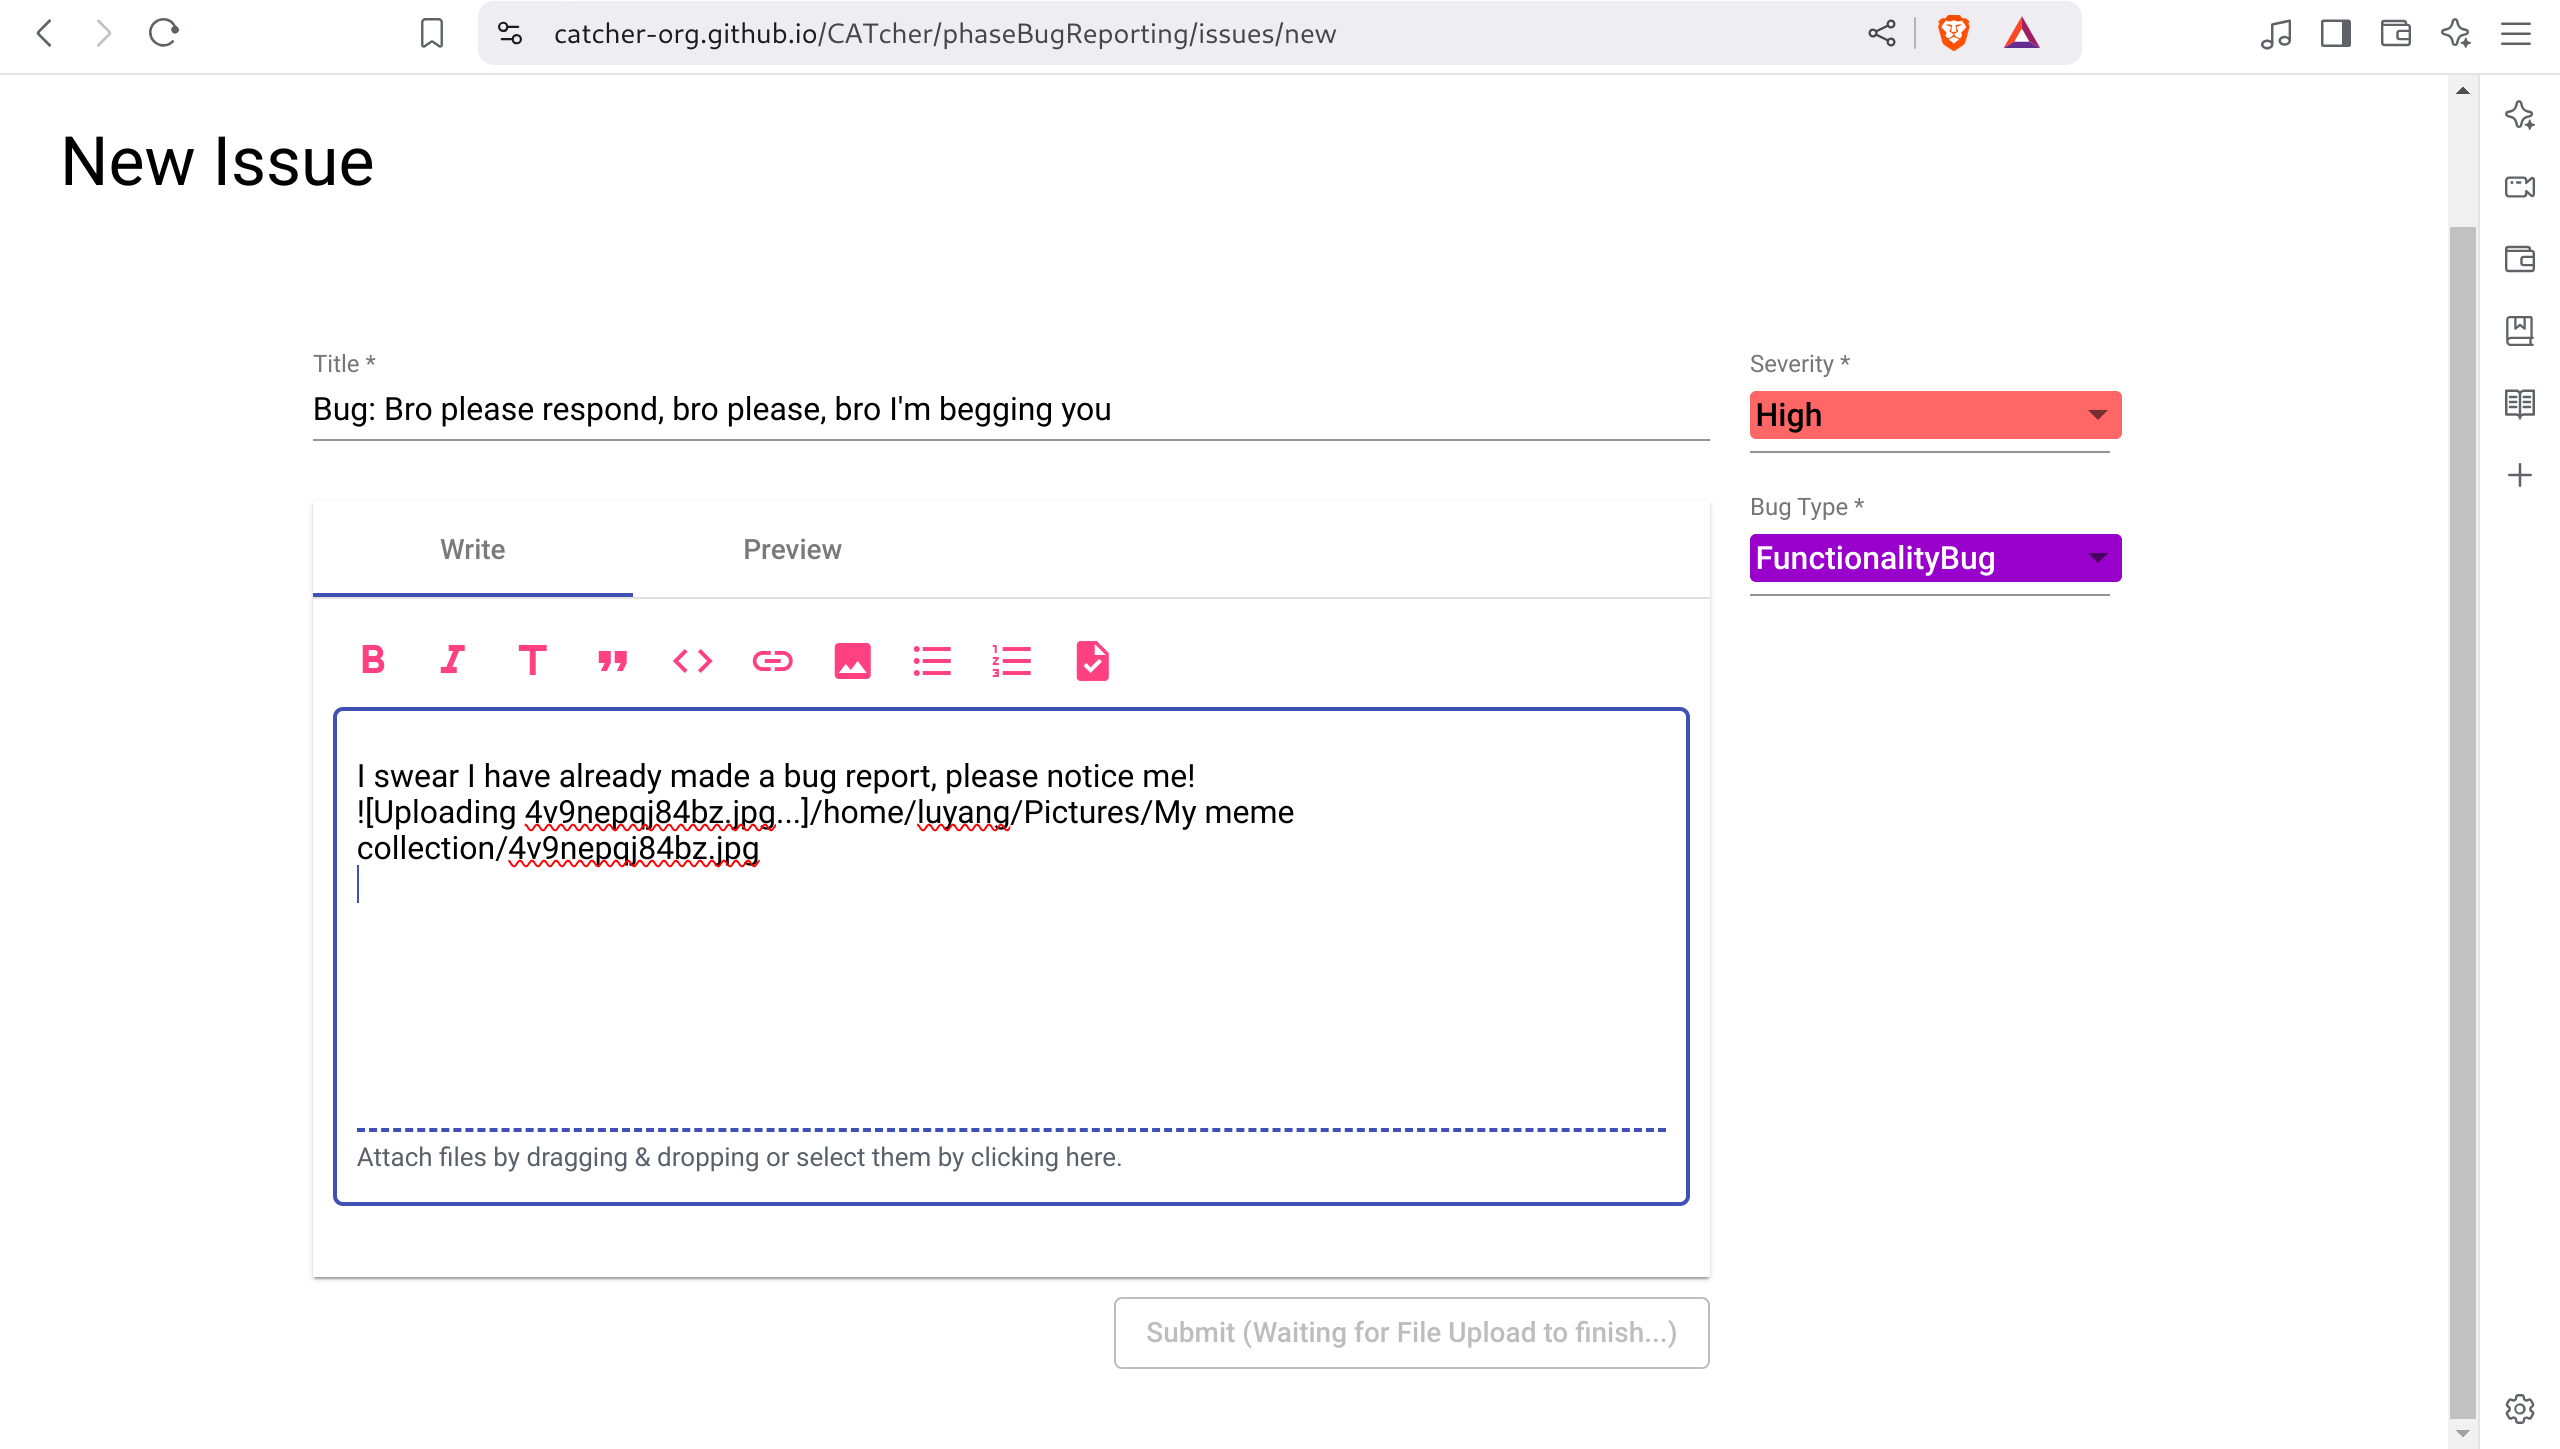 catcher-org.github.io/CATcher/phaseBugReporting/issues/new
New Issue
Title *
Bug: Bro please respond, bro please, bro I'm begging you
Severity *
High
Bug Type *
FunctionalityBug
Write
Preview
I swear I have already made a bug report, please notice me!
![Uploading 4v9nepqj84bz.jpg...]/home/luyang/Pictures/My meme
collection/4v9nepqj84bz.jpg
Attach files by dragging & dropping or select them by clicking here.
Submit (Waiting for File Upload to finish...)